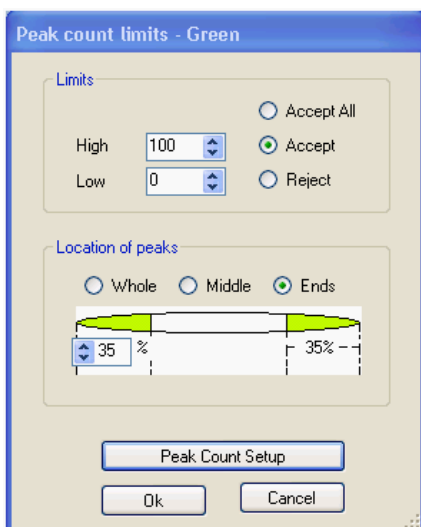 Peak count limits - Green
Limits
Accept All
High 100 Accept
Low 0 Reject
Location of peaks
Whole Middle Ends
35 % 35%
Peak Count Setup
Ok Cancel